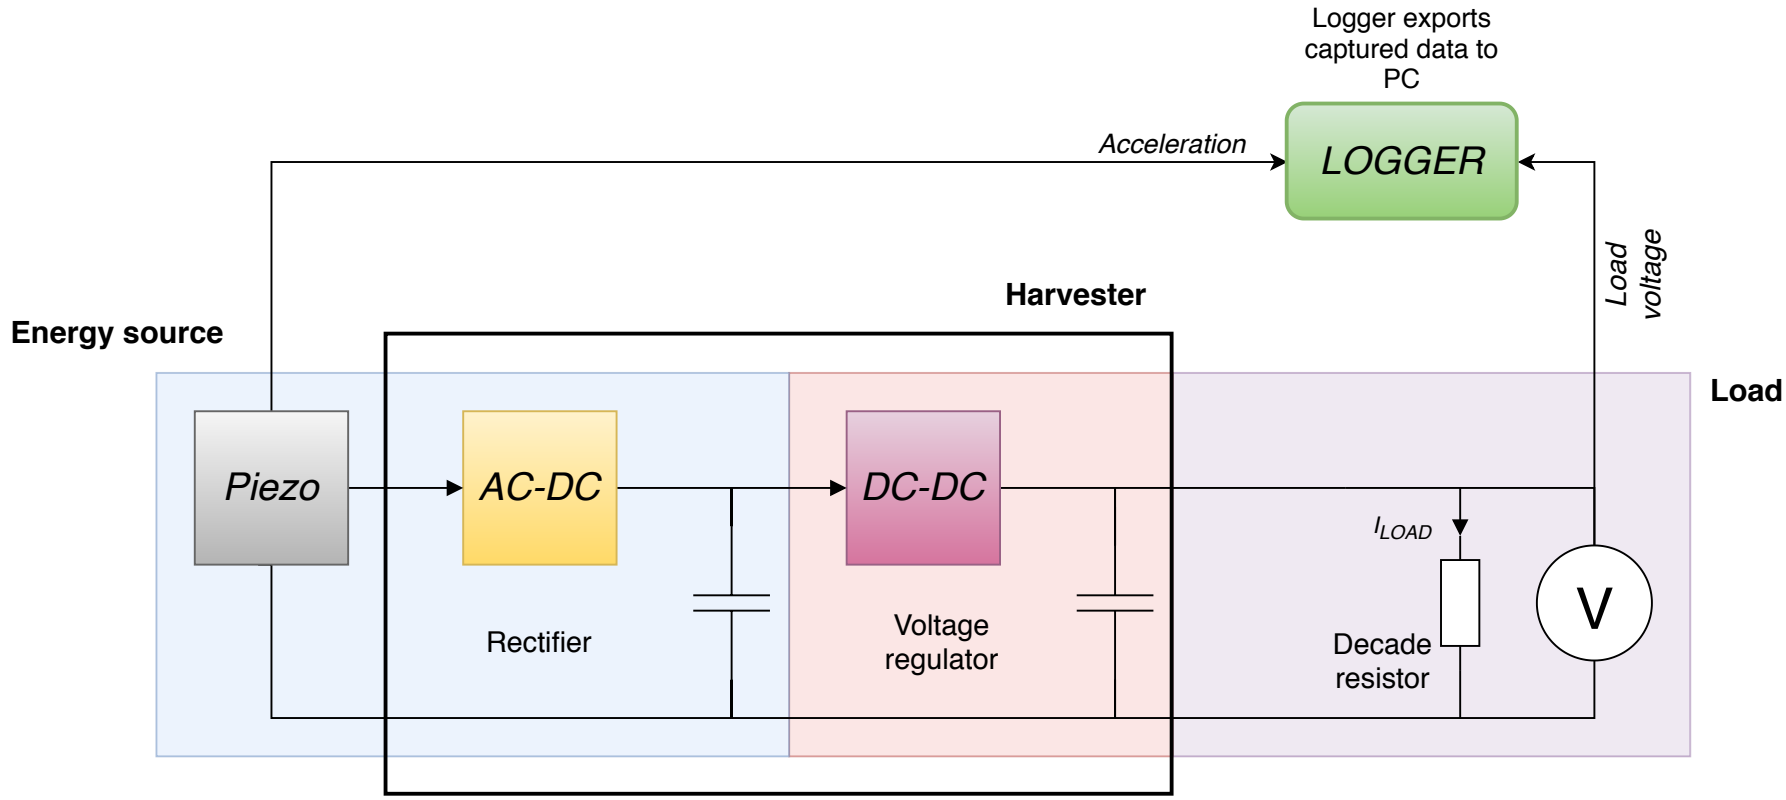 Logger exports
captured data to
PC
Acceleration
LOGGER
Load
voltage
Harvester
Energy source
Load
Piezo
AC-DC
DC-DC
I LOAD
V
Rectifier
Voltage
regulator
Decade
resistor